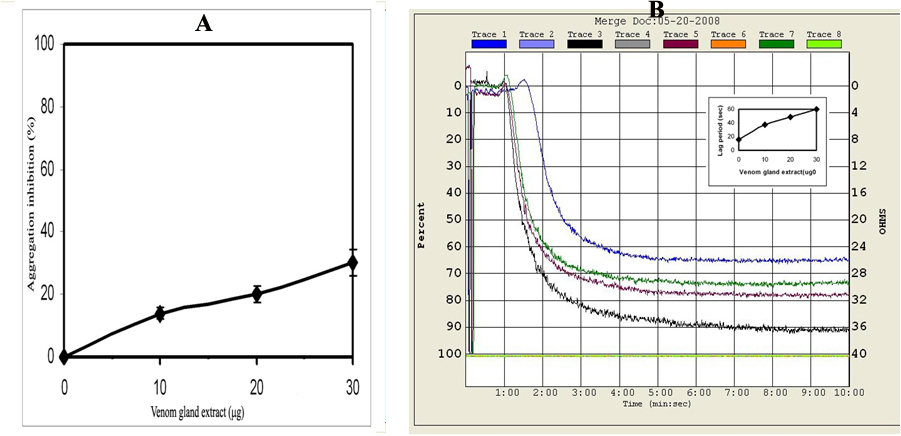 A
100
80
60
40
20
0
0 10 20 30
Aggregation inhibition (%)
Venom gland extract (μg)
B
Merge Doc:05-20-2008
Trace 1 Trace 2 Trace 3 Trace 4 Trace 5 Trace 6 Trace 7 Trace 8
0
10
20
30
40
50
60
70
80
90
100
Percent
0
4
8
12
16
20
24
28
32
36
40
1:00 2:00 3:00 4:00 5:00 6:00 7:00 8:00 9:00 10:00
Time (min:sec)
Lag period (sec)
60
40
20
0
0 10 20 30
Venom gland extract(ug0